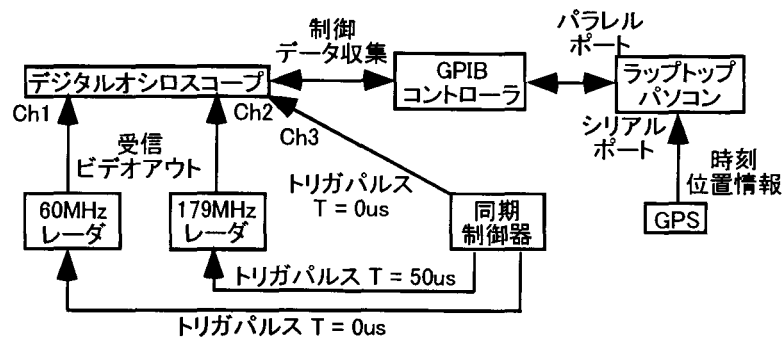 デジタルオシロスコープ
制御
データ収集
GPIB
コントローラ
パラレル
ポート
ラップトップ
パソコン
Ch1
Ch2
Ch3
シリアル
ポート
受信
ビデオアウト
時刻
位置情報
トリガパルス
T = 0us
60MHz
レーダ
179MHz
レーダ
同期
制御器
GPS
トリガパルス T = 50us
トリガパルス T = 0us